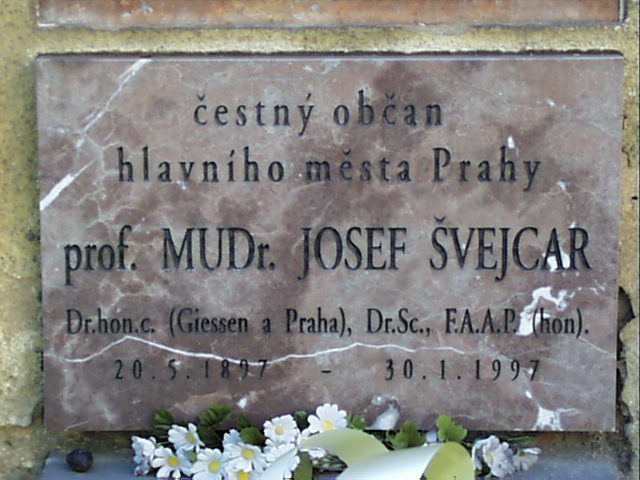 čestný občan
hlavního města Prahy
prof. MUDr. JOSEF ŠVEJCAR
Dr.hon.c. (Giessen a Praha), Dr.Sc., F.A.A.P. (hon).
20.5.1897 - 30.1.1997